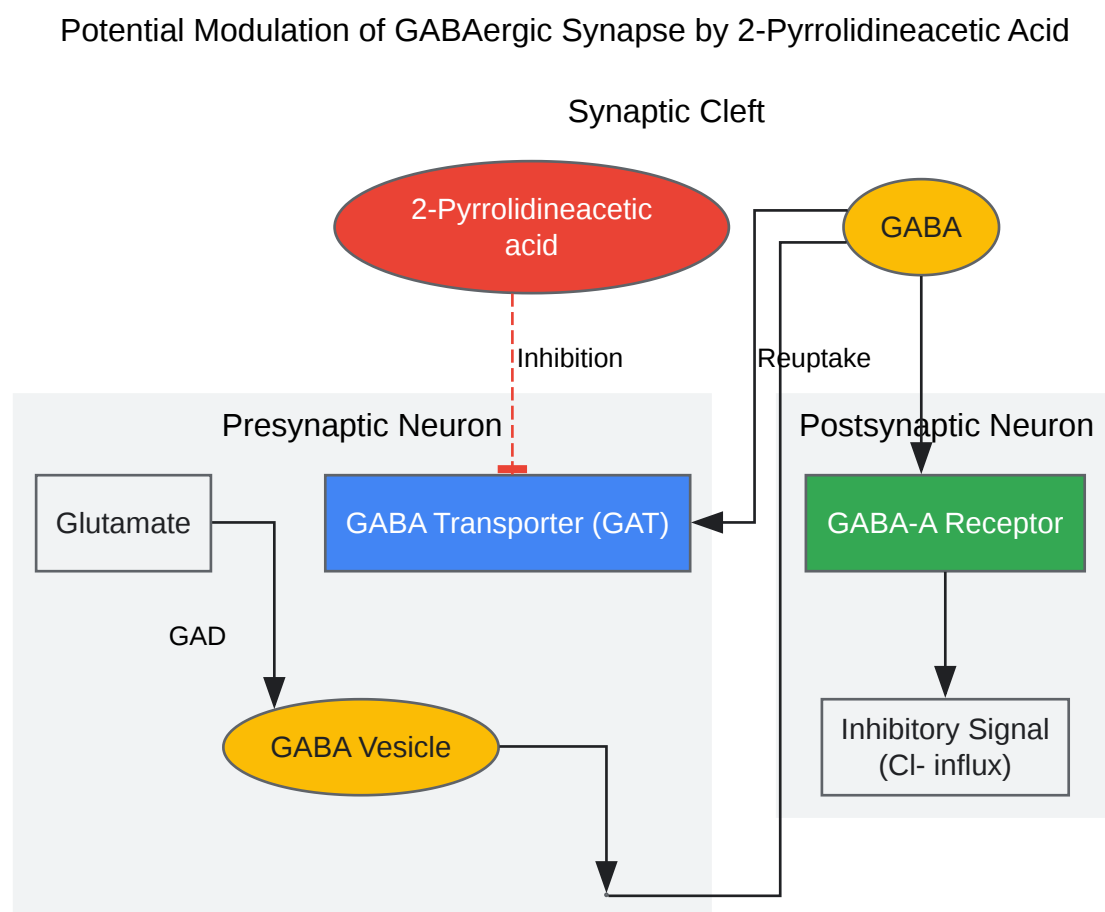 Potential Modulation of GABAergic Synapse by 2-Pyrrolidineacetic Acid
Synaptic Cleft
2-Pyrrolidineacetic
acid
GABA
Inhibition
Reuptake
Presynaptic Neuron
Postsynaptic Neuron
Glutamate
GABA Transporter (GAT)
GABA-A Receptor
GAD
GABA Vesicle
Inhibitory Signal
(Cl- influx)